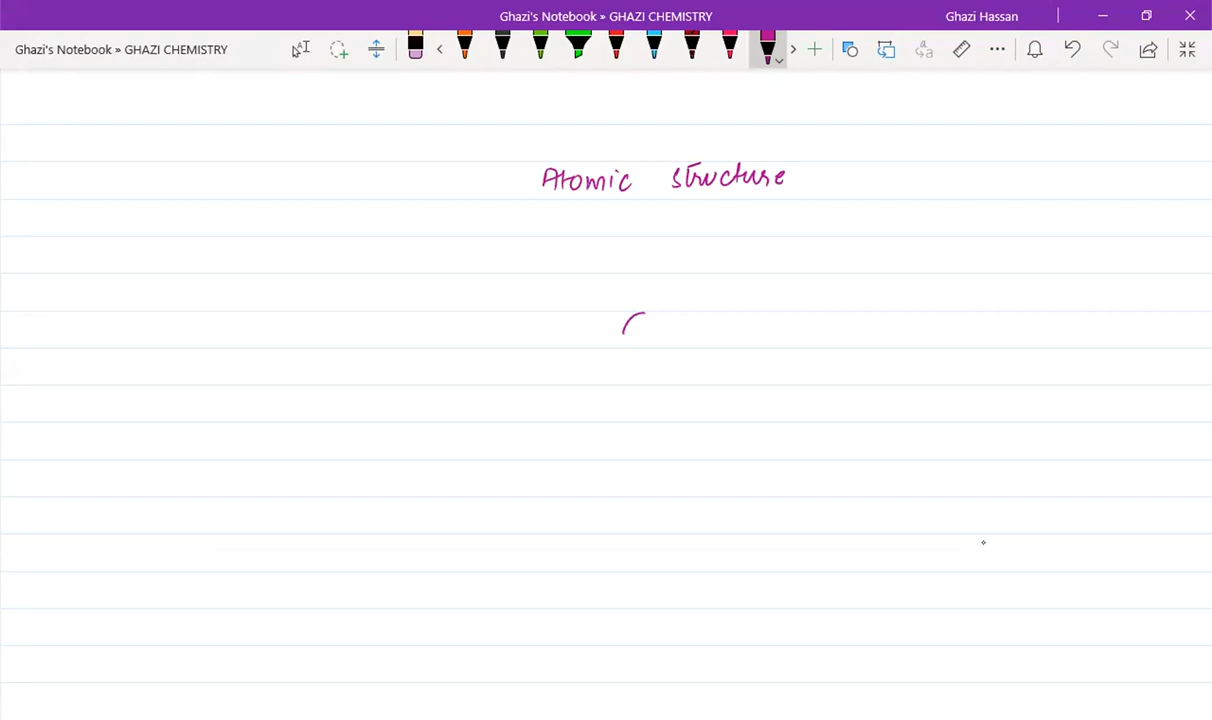 Ghazi's Notebook » GHAZI CHEMISTRY
Ghazi Hassan
Ghazi's Notebook » GHAZI CHEMISTRY
Atomic structure